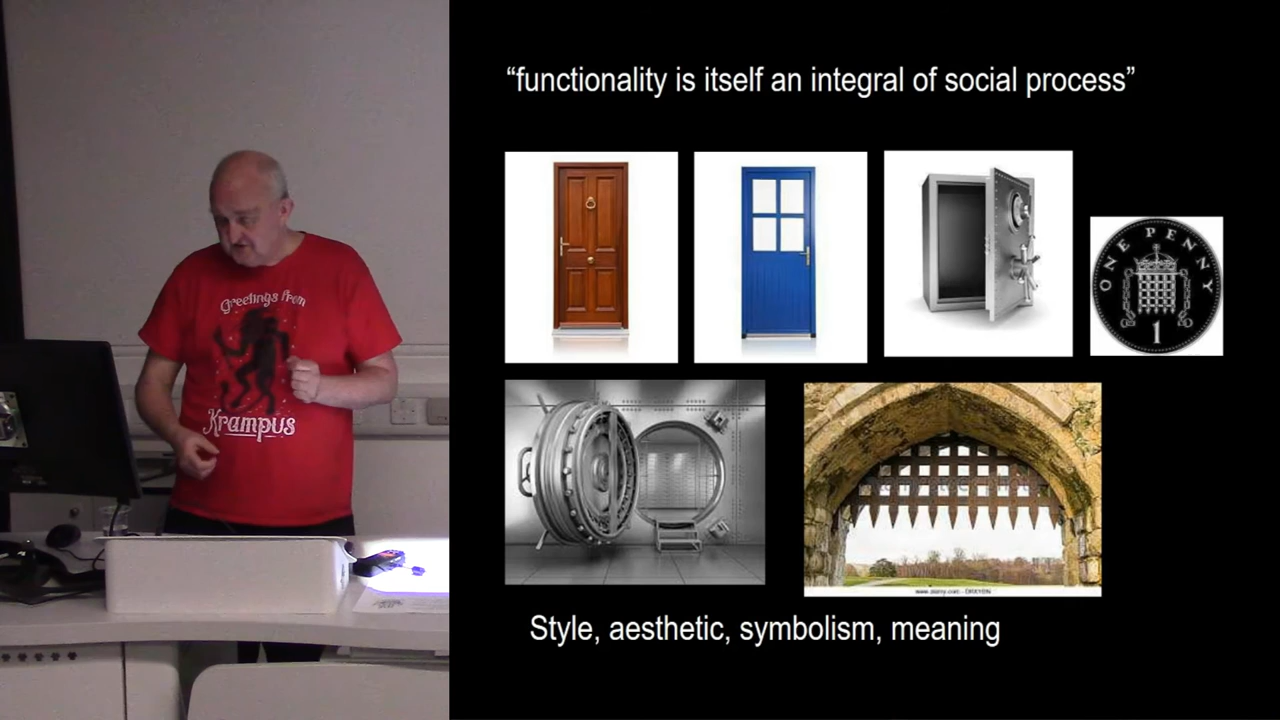 “functionality is itself an integral of social process”
ONE PENNY
1
Greetings from
Krampus
Style, aesthetic, symbolism, meaning